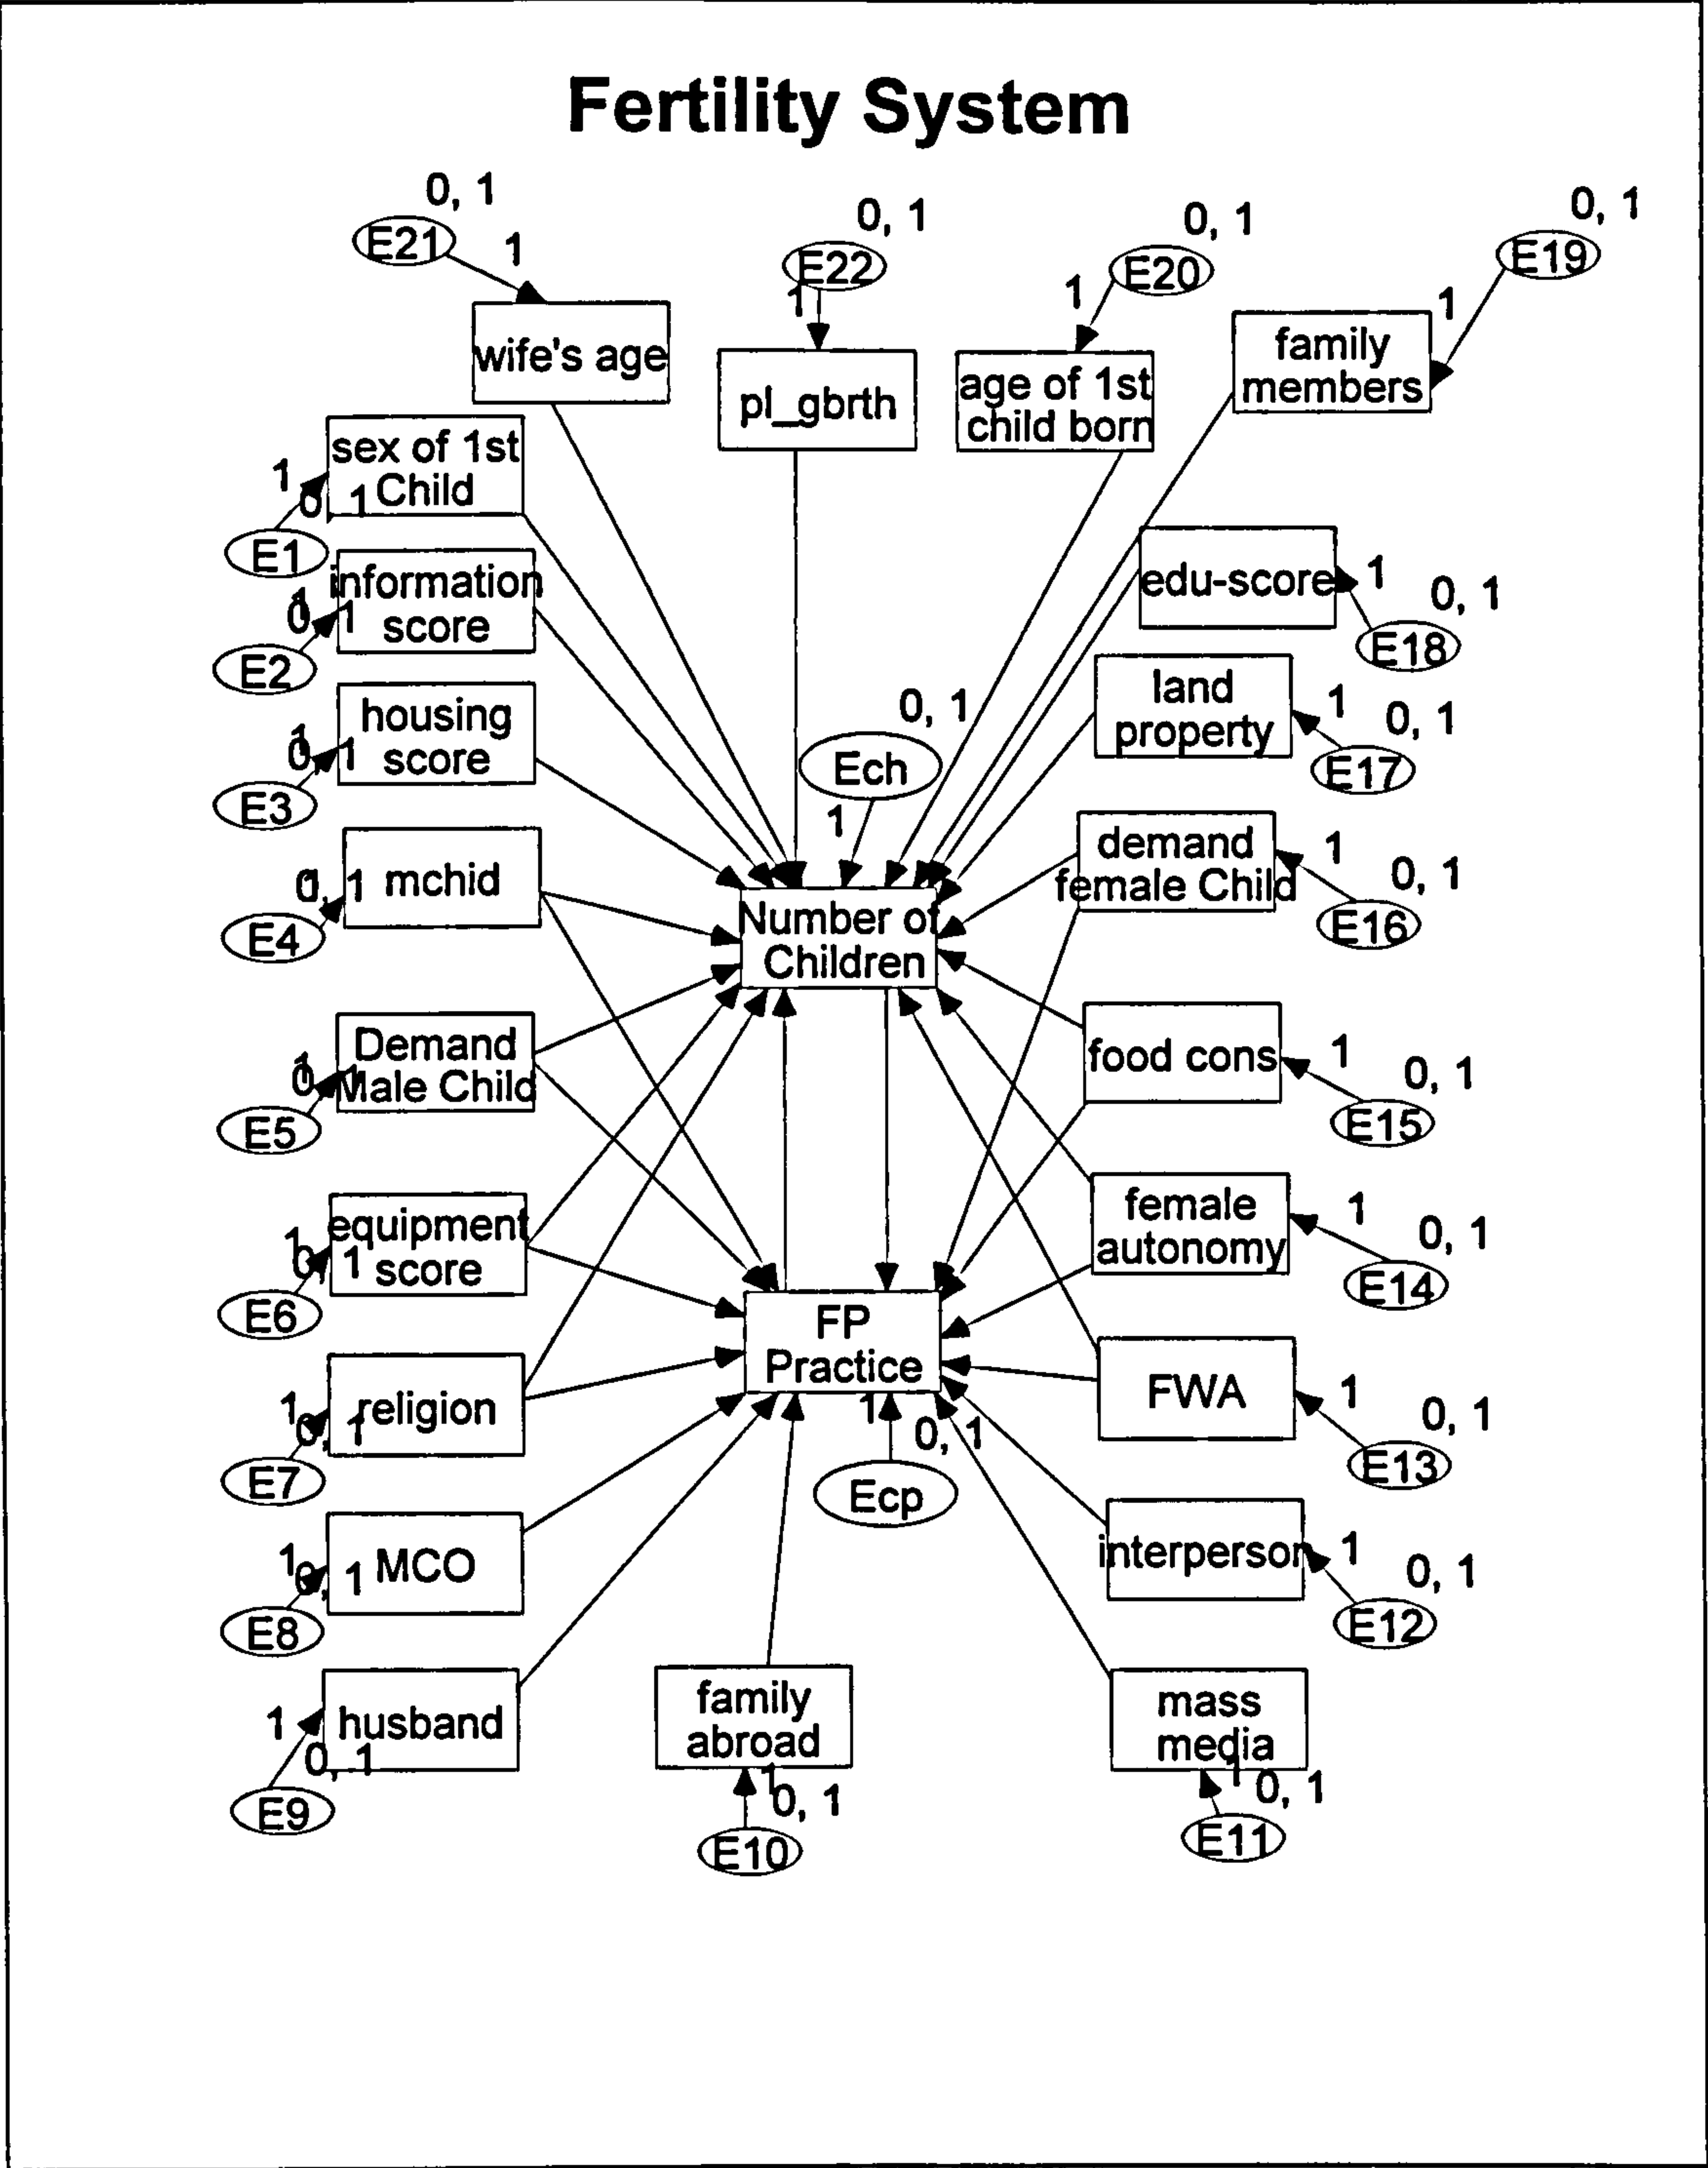 Fertility System
0, 1
E21
1
0, 1
E22
1
0, 1
E20
1
0, 1
E19
1
wife's age
pl_gbrth
age of 1st
child born
family
members
sex of 1st
Child
1
0, 1
E1
information
score
1
0, 1
E2
housing
score
1
0, 1
E3
mchid
1
0, 1
E4
Demand
Male Child
1
0, 1
E5
equipment
score
1
0, 1
E6
religion
1
0, 1
E7
MCO
1
0, 1
E8
husband
1
0, 1
E9
0, 1
Ech
1
Number of
Children
FP
Practice
1
0, 1
Ecp
family
abroad
1
0, 1
E10
edu-score
1
0, 1
E18
land
property
1
0, 1
E17
demand
female Child
1
0, 1
E16
food cons
1
0, 1
E15
female
autonomy
1
0, 1
E14
FWA
1
0, 1
E13
interperson
1
0, 1
E12
mass
media
1
0, 1
E11